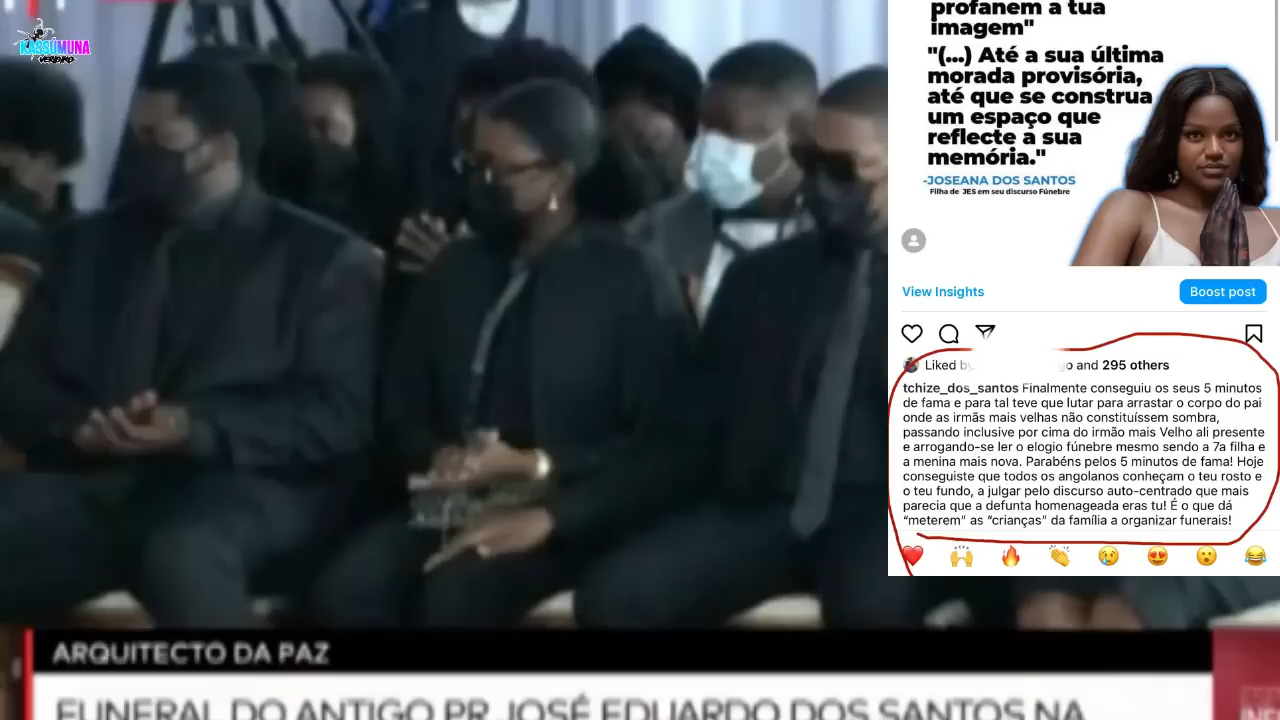 KASSUMUNA
VERDINO
profanem a tua
imagem"
"(...) Até a sua última
morada provisória,
até que se construa
um espaço que
reflecte a sua
memória."
-JOSEANA DOS SANTOS
Filha de JES em seu discurso Fúnebre
View Insights
Boost post
Liked by
o and 295 others
tchize_dos_santos Finalmente conseguiu os seus 5 minutos
de fama e para tal teve que lutar para arrastar o corpo do pai
onde as irmãs mais velhas não constituíssem sombra,
passando inclusive por cima do irmão mais Velho ali presente
e arrogando-se ler o elogio fúnebre mesmo sendo a 7a filha e
a menina mais nova. Parabéns pelos 5 minutos de fama! Hoje
conseguiste que todos os angolanos conheçam o teu rosto e
o teu fundo, a julgar pelo discurso auto-centrado que mais
parecia que a defunta homenageada eras tu! É o que dá
“meterem” as “crianças” da família a organizar funerais!
ARQUITECTO DA PAZ
FUNERAL DO ANTIGO PR JOSÉ EDUARDO DOS SANTOS NA